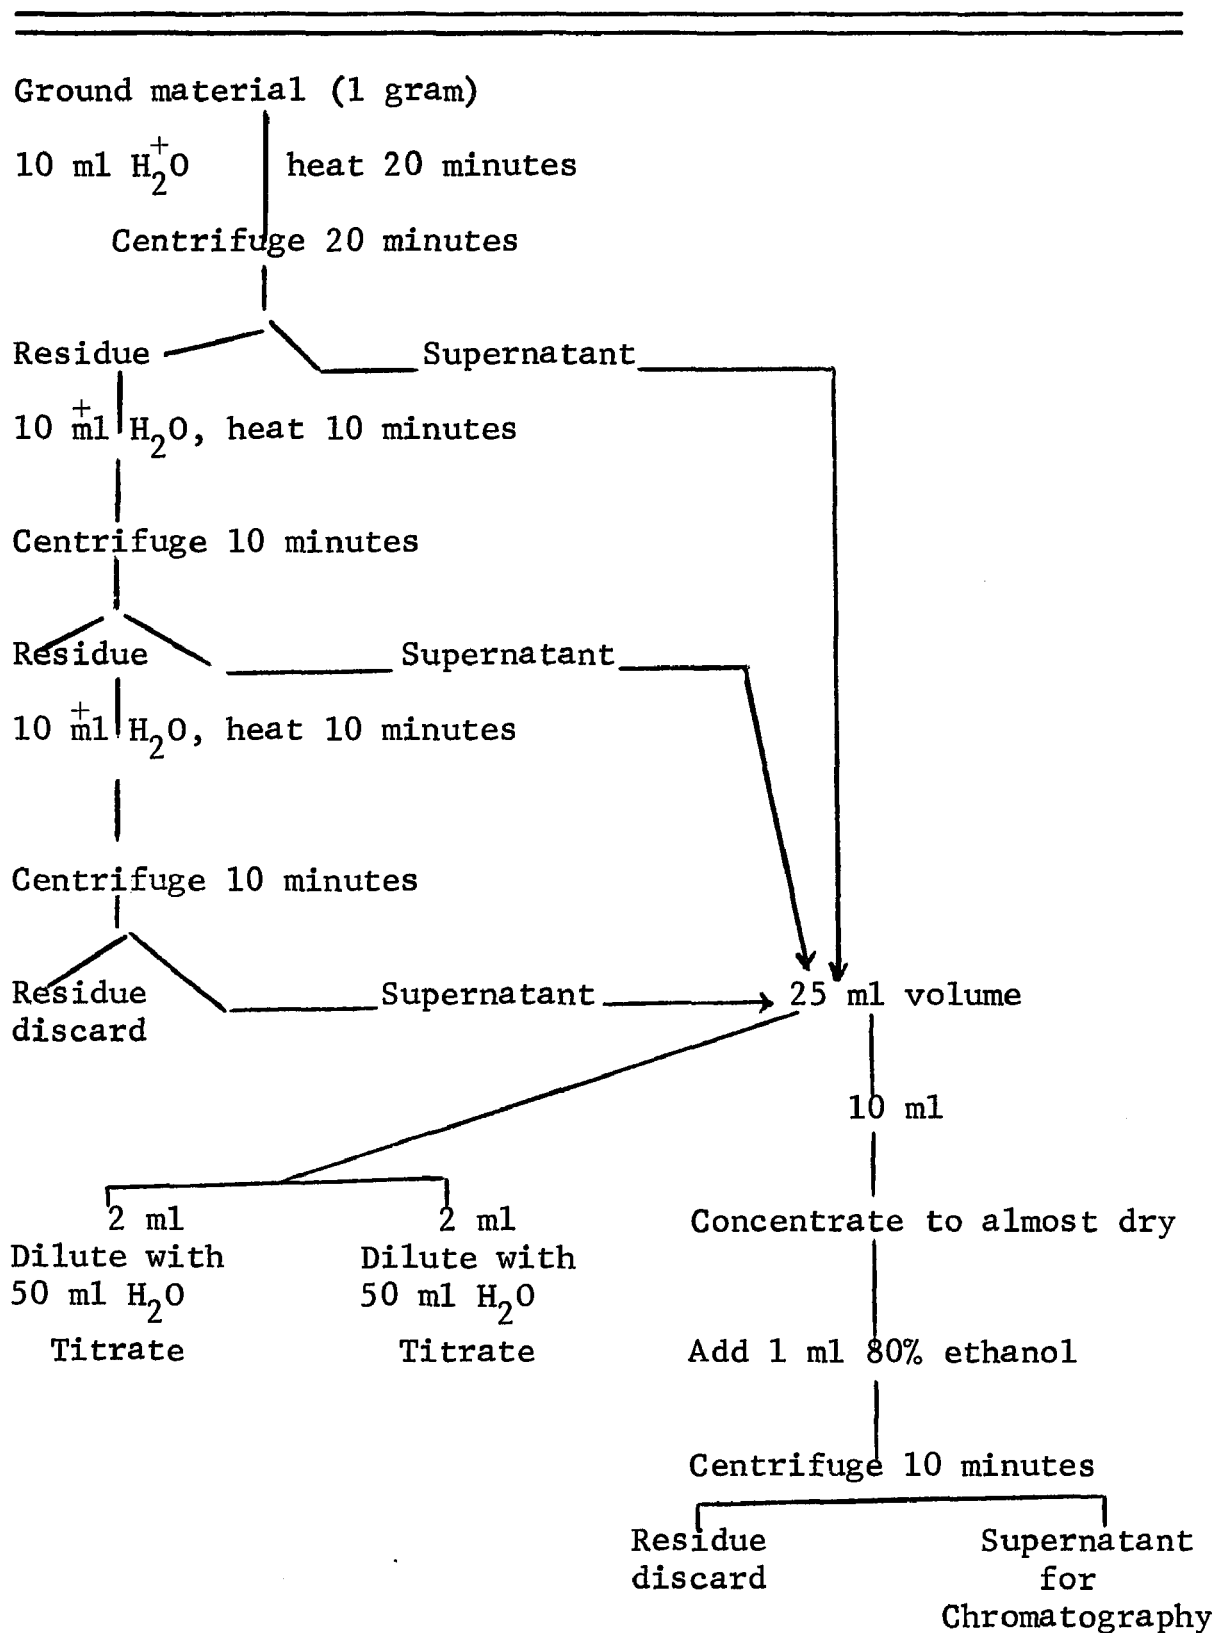 Ground material (1 gram)
+
10 ml H2O heat 20 minutes
Centrifuge 20 minutes
Residue Supernatant
+
10 ml H2O, heat 10 minutes
Centrifuge 10 minutes
Residue Supernatant
+
10 ml H2O, heat 10 minutes
Centrifuge 10 minutes
Residue Supernatant 25 ml volume
discard
10 ml
2 ml 2 ml Concentrate to almost dry
Dilute with Dilute with
50 ml H2O 50 ml H2O
Titrate Titrate Add 1 ml 80% ethanol
Centrifuge 10 minutes
Residue Supernatant
discard for
Chromatography